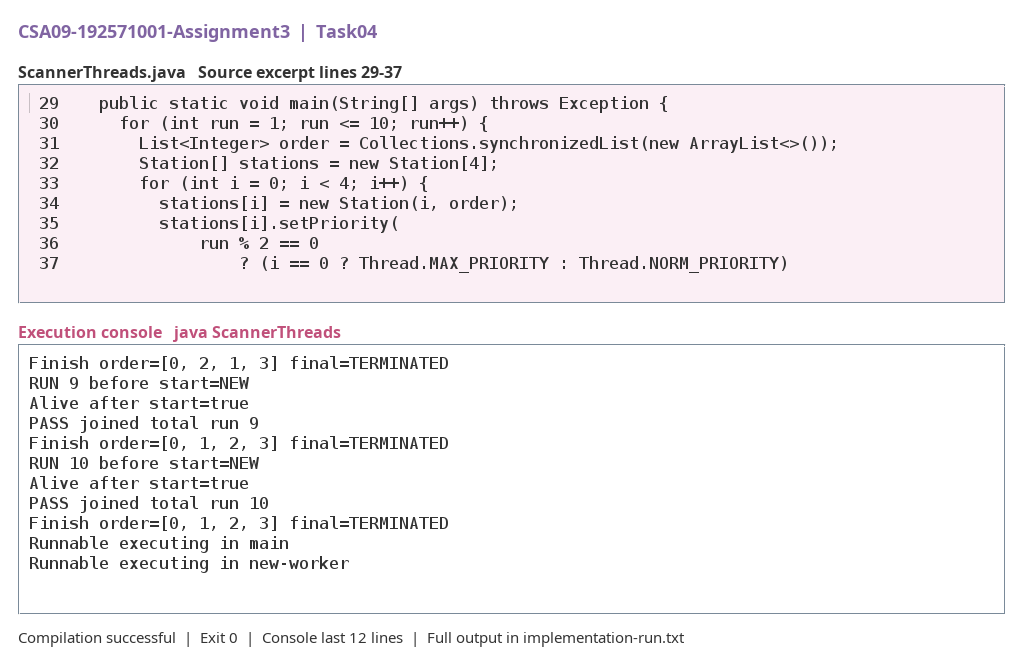 CSA09-192571001-Assignment3 | Task04
ScannerThreads.java Source excerpt lines 29-37
29    public static void main(String[] args) throws Exception {
30      for (int run = 1; run <= 10; run++) {
31        List<Integer> order = Collections.synchronizedList(new ArrayList<>());
32        Station[] stations = new Station[4];
33        for (int i = 0; i < 4; i++) {
34          stations[i] = new Station(i, order);
35          stations[i].setPriority(
36              run % 2 == 0
37                  ? (i == 0 ? Thread.MAX_PRIORITY : Thread.NORM_PRIORITY)
Execution console java ScannerThreads
Finish order=[0, 2, 1, 3] final=TERMINATED
RUN 9 before start=NEW
Alive after start=true
PASS joined total run 9
Finish order=[0, 1, 2, 3] final=TERMINATED
RUN 10 before start=NEW
Alive after start=true
PASS joined total run 10
Finish order=[0, 1, 2, 3] final=TERMINATED
Runnable executing in main
Runnable executing in new-worker
Compilation successful | Exit 0 | Console last 12 lines | Full output in implementation-run.txt